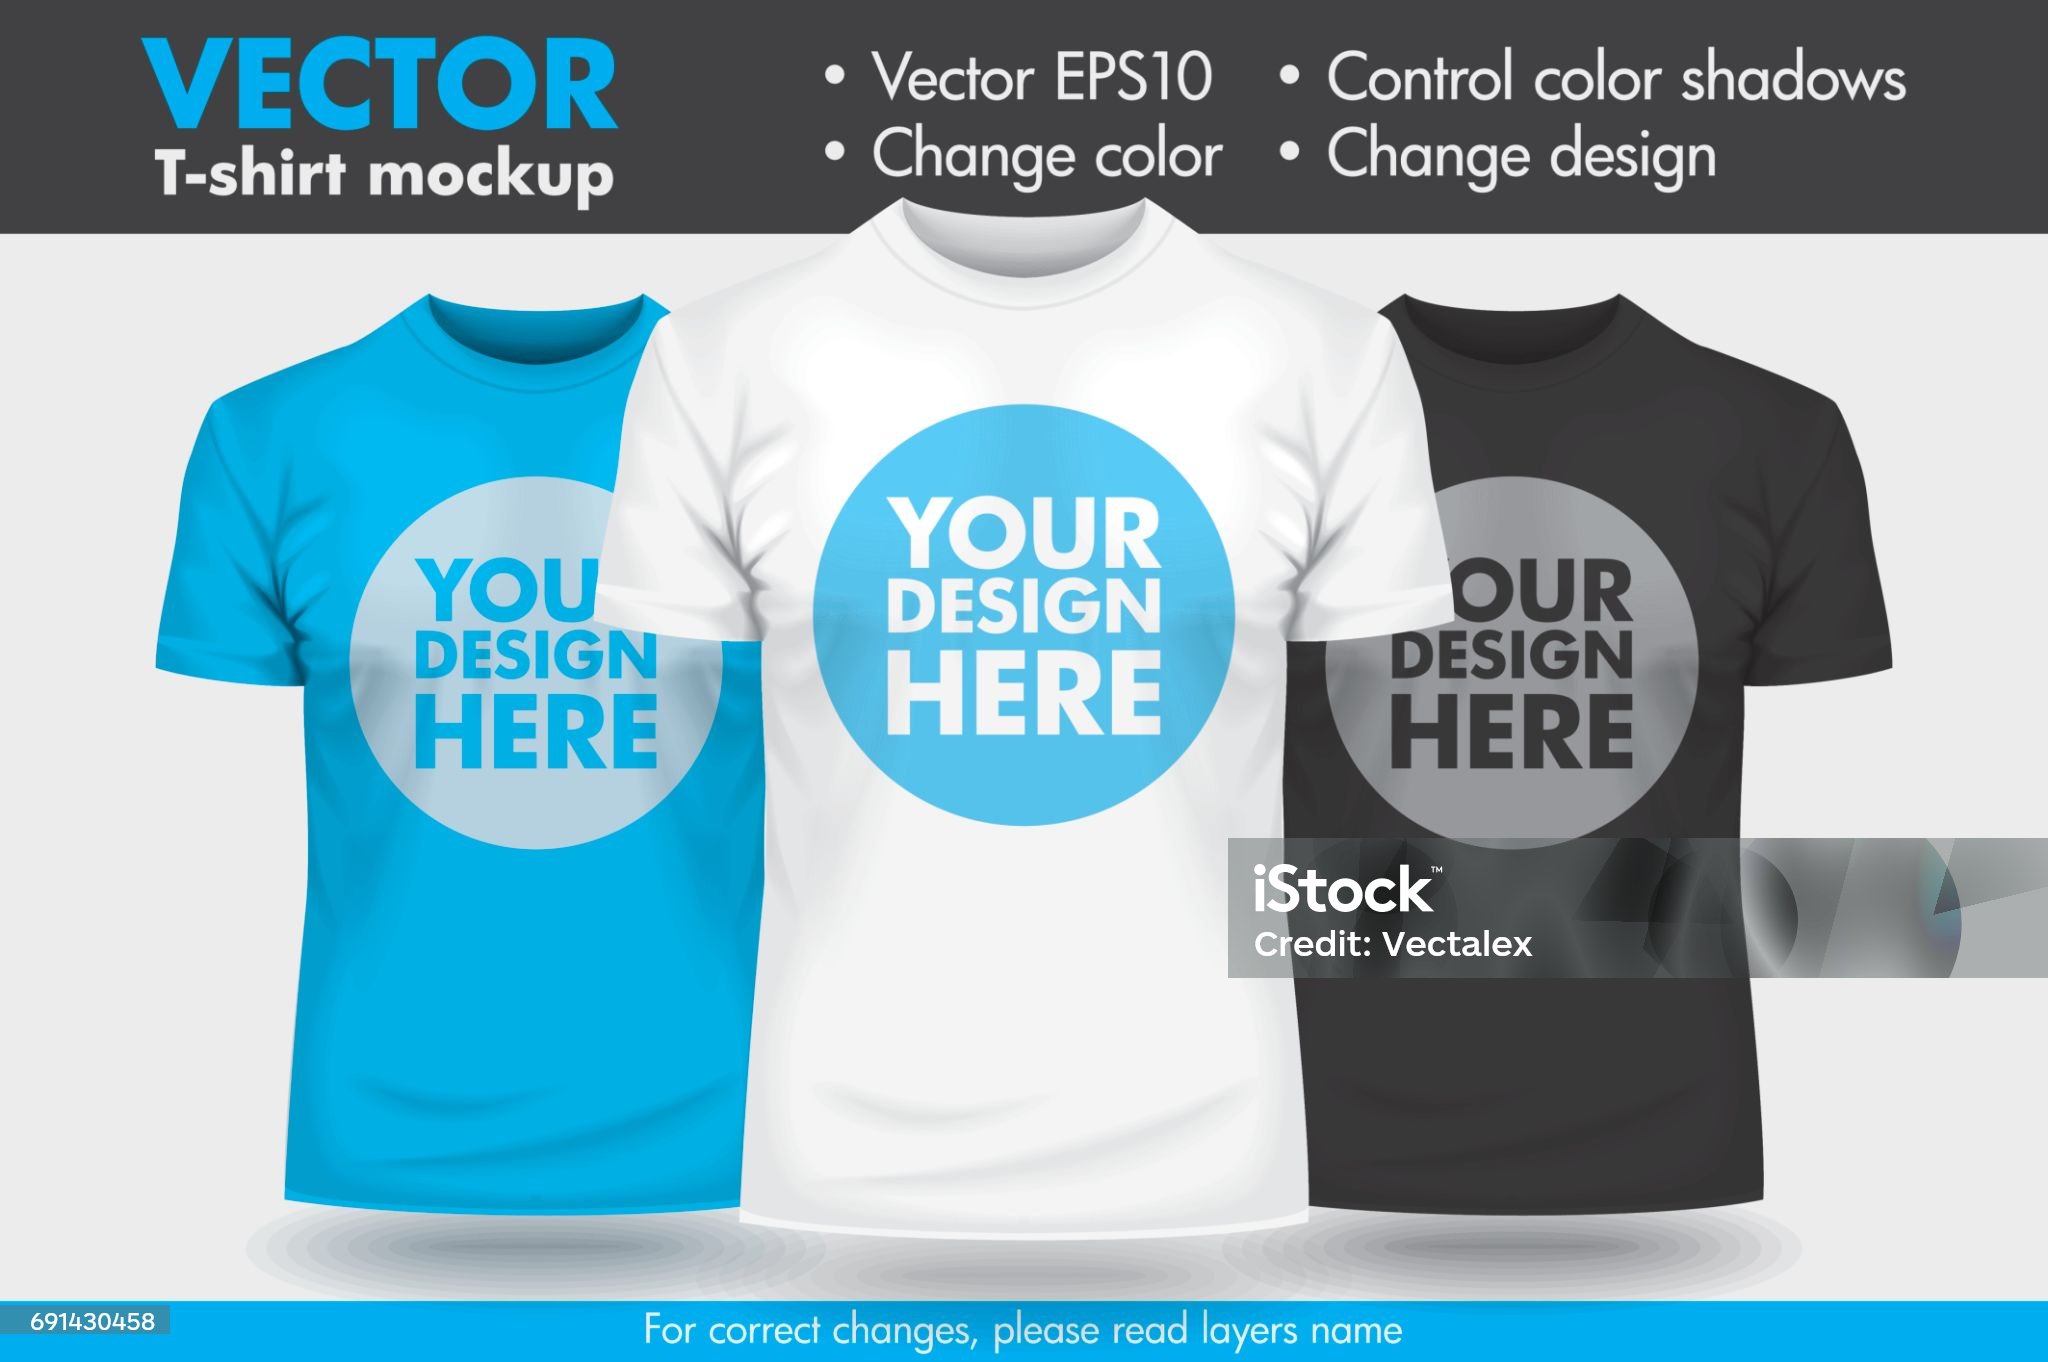 VECTOR
T-shirt mockup
• Vector EPS10
• Change color
• Control color shadows
• Change design
YOU
DESIGN
HERE
YOUR
DESIGN
HERE
OUR
DESIGN
HERE
iStock™
Credit: Vectalex
691430458
For correct changes, please read layers name